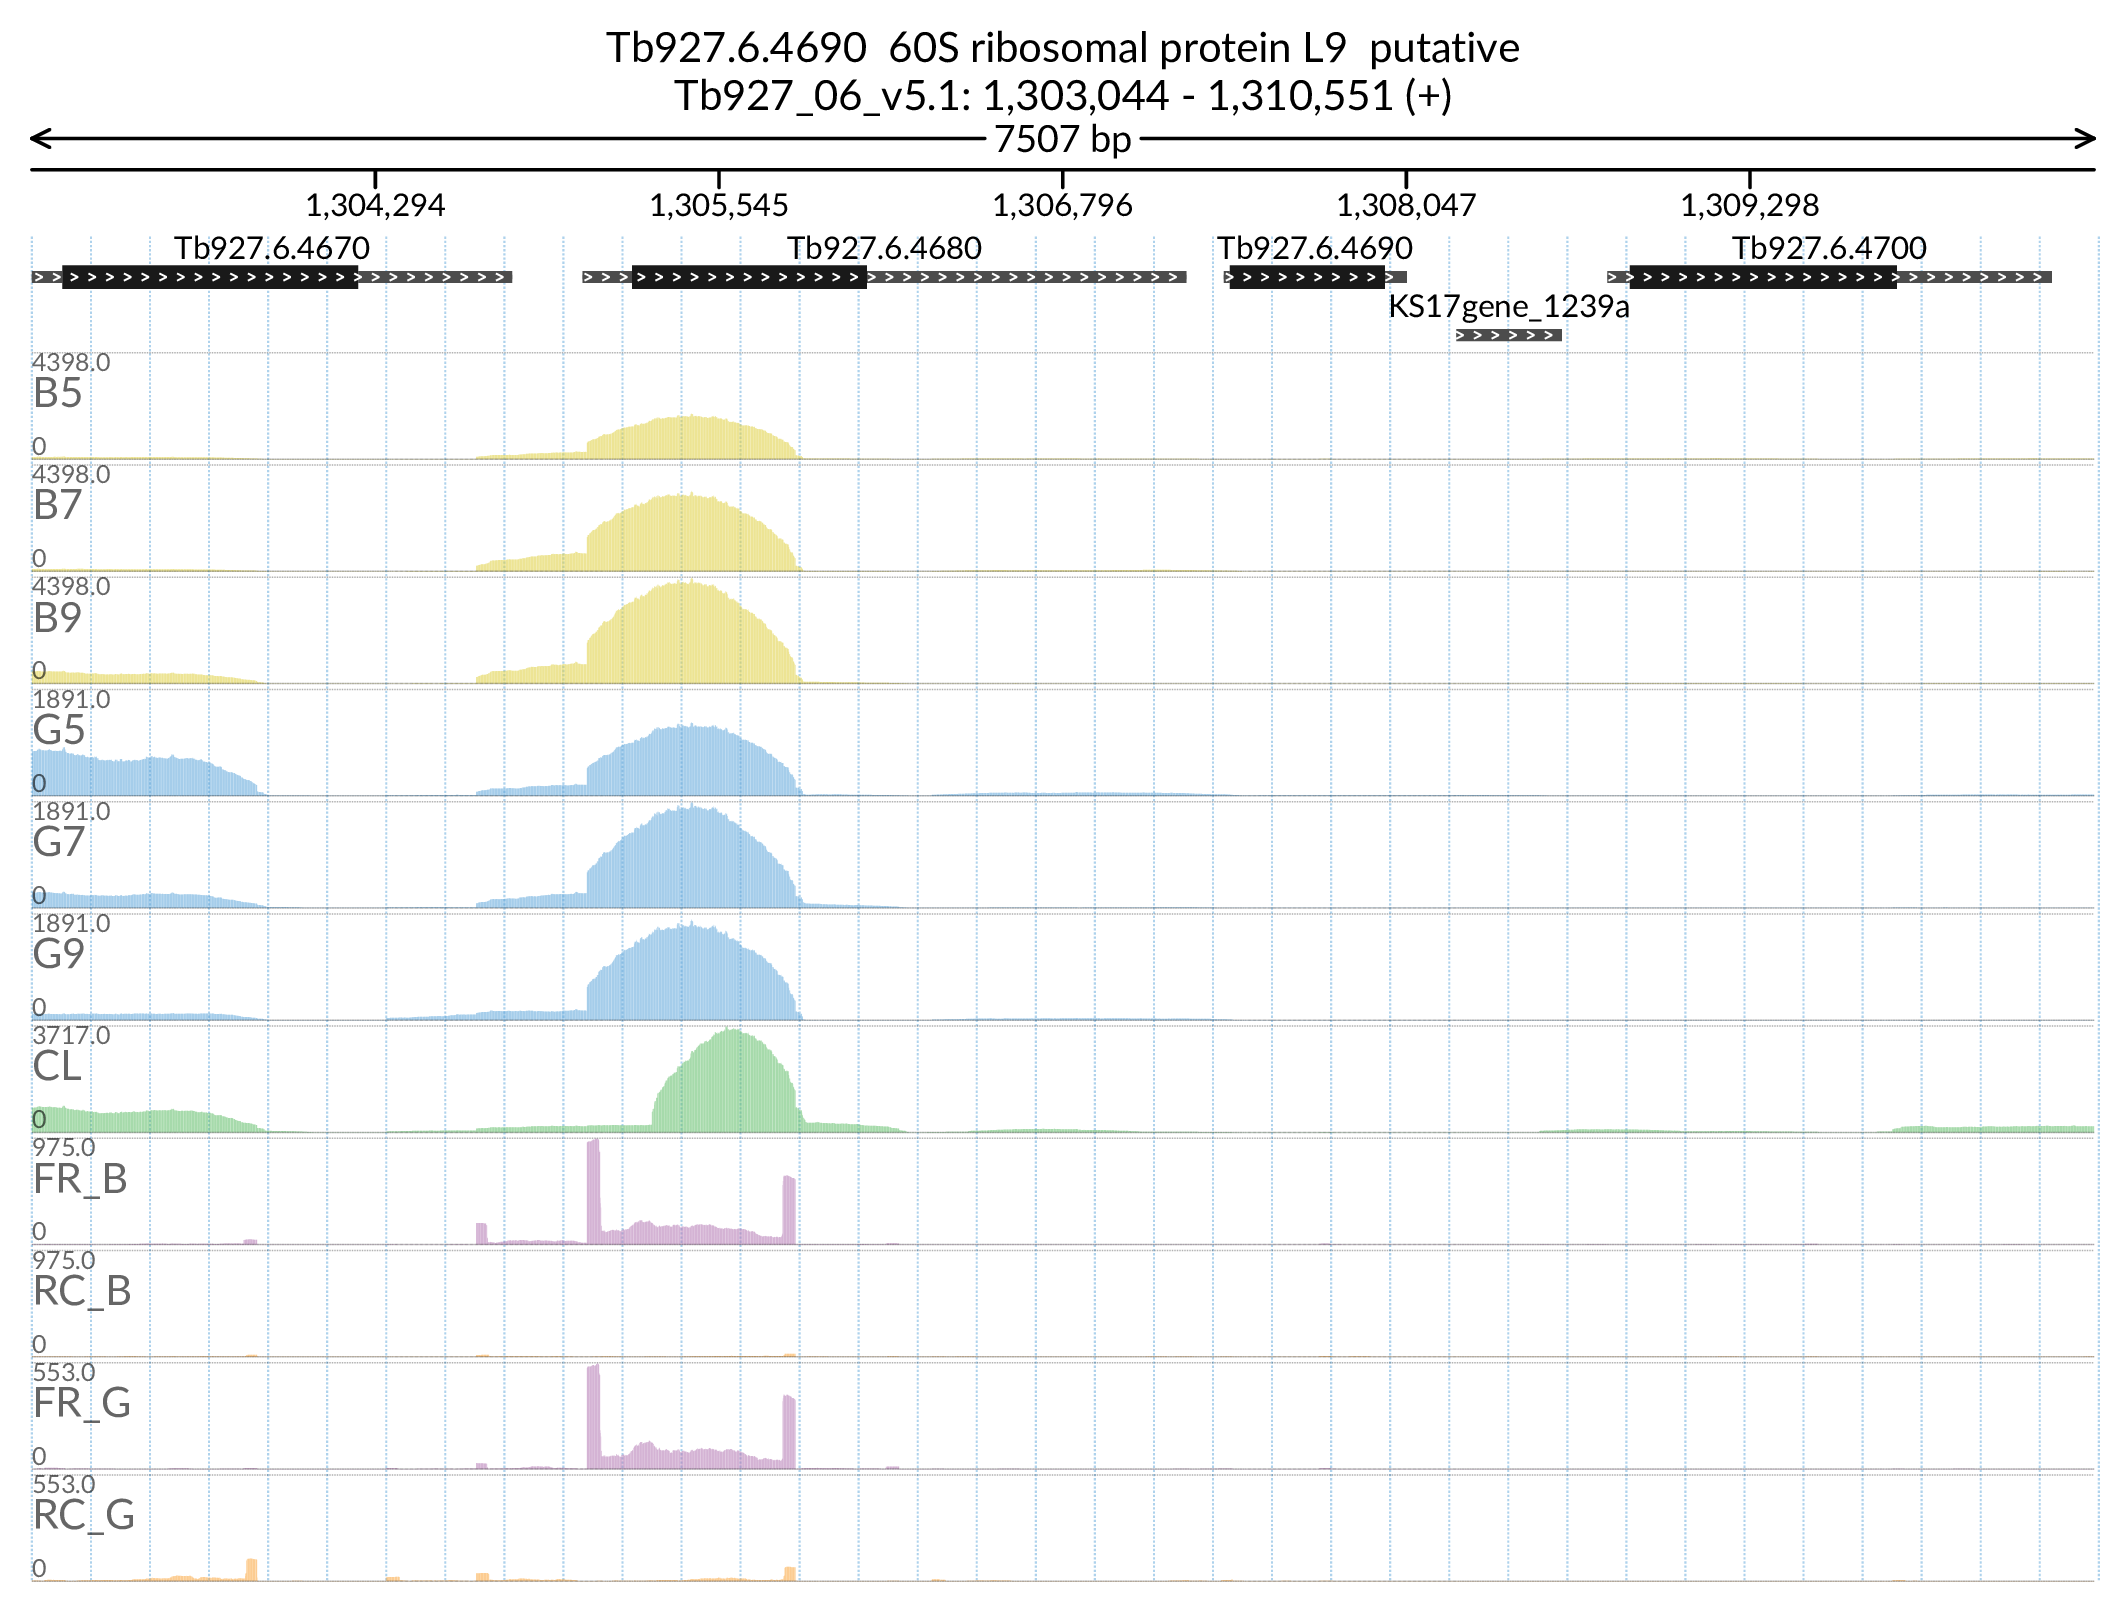 Tb927.6.4690  60S ribosomal protein L9  putative
Tb927_06_v5.1: 1,303,044 - 1,310,551 (+)
7507 bp
1,304,294 1,305,545 1,306,796 1,308,047 1,309,298
Tb927.6.4670 Tb927.6.4680 Tb927.6.4690 Tb927.6.4700
KS17gene_1239a
4398.0
B5
0
4398.0
B7
0
4398.0
B9
0
1891.0
G5
0
1891.0
G7
0
1891.0
G9
0
3717.0
CL
0
975.0
FR_B
0
975.0
RC_B
0
553.0
FR_G
0
553.0
RC_G
0